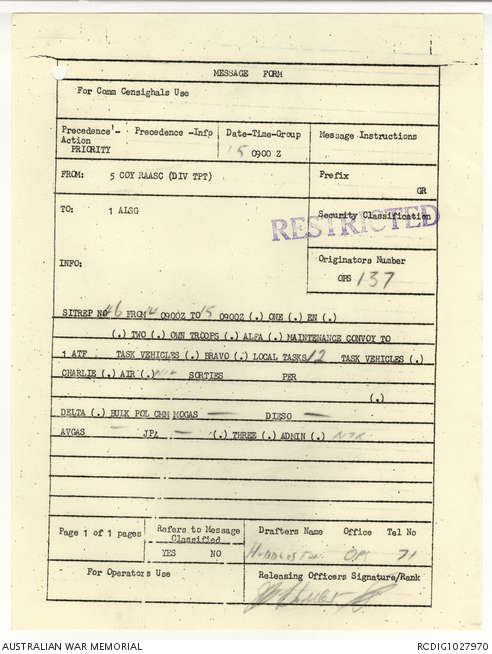 MESSAGE FORM
For Comm Censighals Use
Precedence - Precedence -Info Date-Time-Group Message Instructions
Action
PRIORITY 15 0900 Z
FROM: 5 COY RAASC (DIV TPT) Prefix
GR
TO: 1 ALSG Security Classification
RESTRICTED
INFO: Originators Number
OPS 137
SITREP NO 46 FROM 14 0900Z TO 15 0900Z (.) ONE (.) EN (.)
(.) TWO (.) OWN TROOPS (.) ALFA (.) MAINTENANCE CONVOY TO
1 ATF TASK VEHICLES (.) BRAVO (.) LOCAL TASKS 12 TASK VEHICLES (.)
CHARLIE (.) AIR (.) NIL SORTIES PER
(.)
DELTA (.) BULK POL CMM MOGAS — DIESO —
AVGAS — JP4 — (.) THREE (.) ADMIN (.)
Page 1 of 1 pages Refers to Message Drafters Name Office Tel No
Classified
YES NO OPS 71
For Operators Use Releasing Officers Signature/Rank
AUSTRALIAN WAR MEMORIAL RCDIG1027970